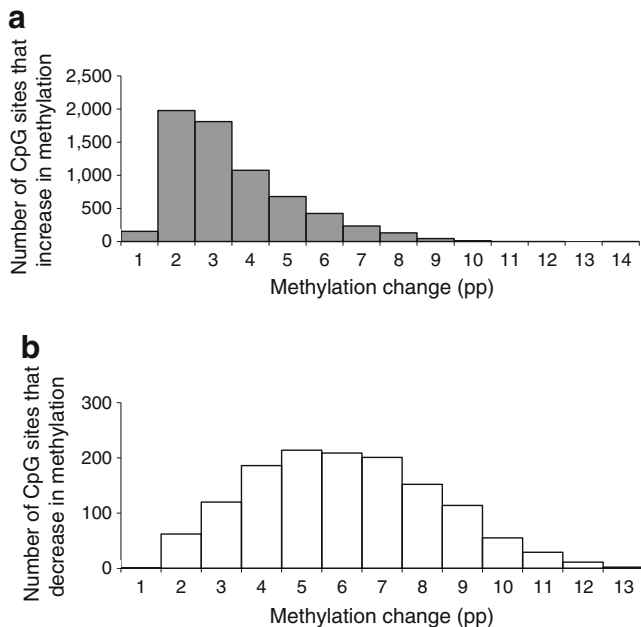 a
Number of CpG sites that
increase in methylation
2,500
2,000
1,500
1,000
500
0
1 2 3 4 5 6 7 8 9 10 11 12 13 14
Methylation change (pp)
b
Number of CpG sites that
decrease in methylation
300
200
100
0
1 2 3 4 5 6 7 8 9 10 11 12 13
Methylation change (pp)